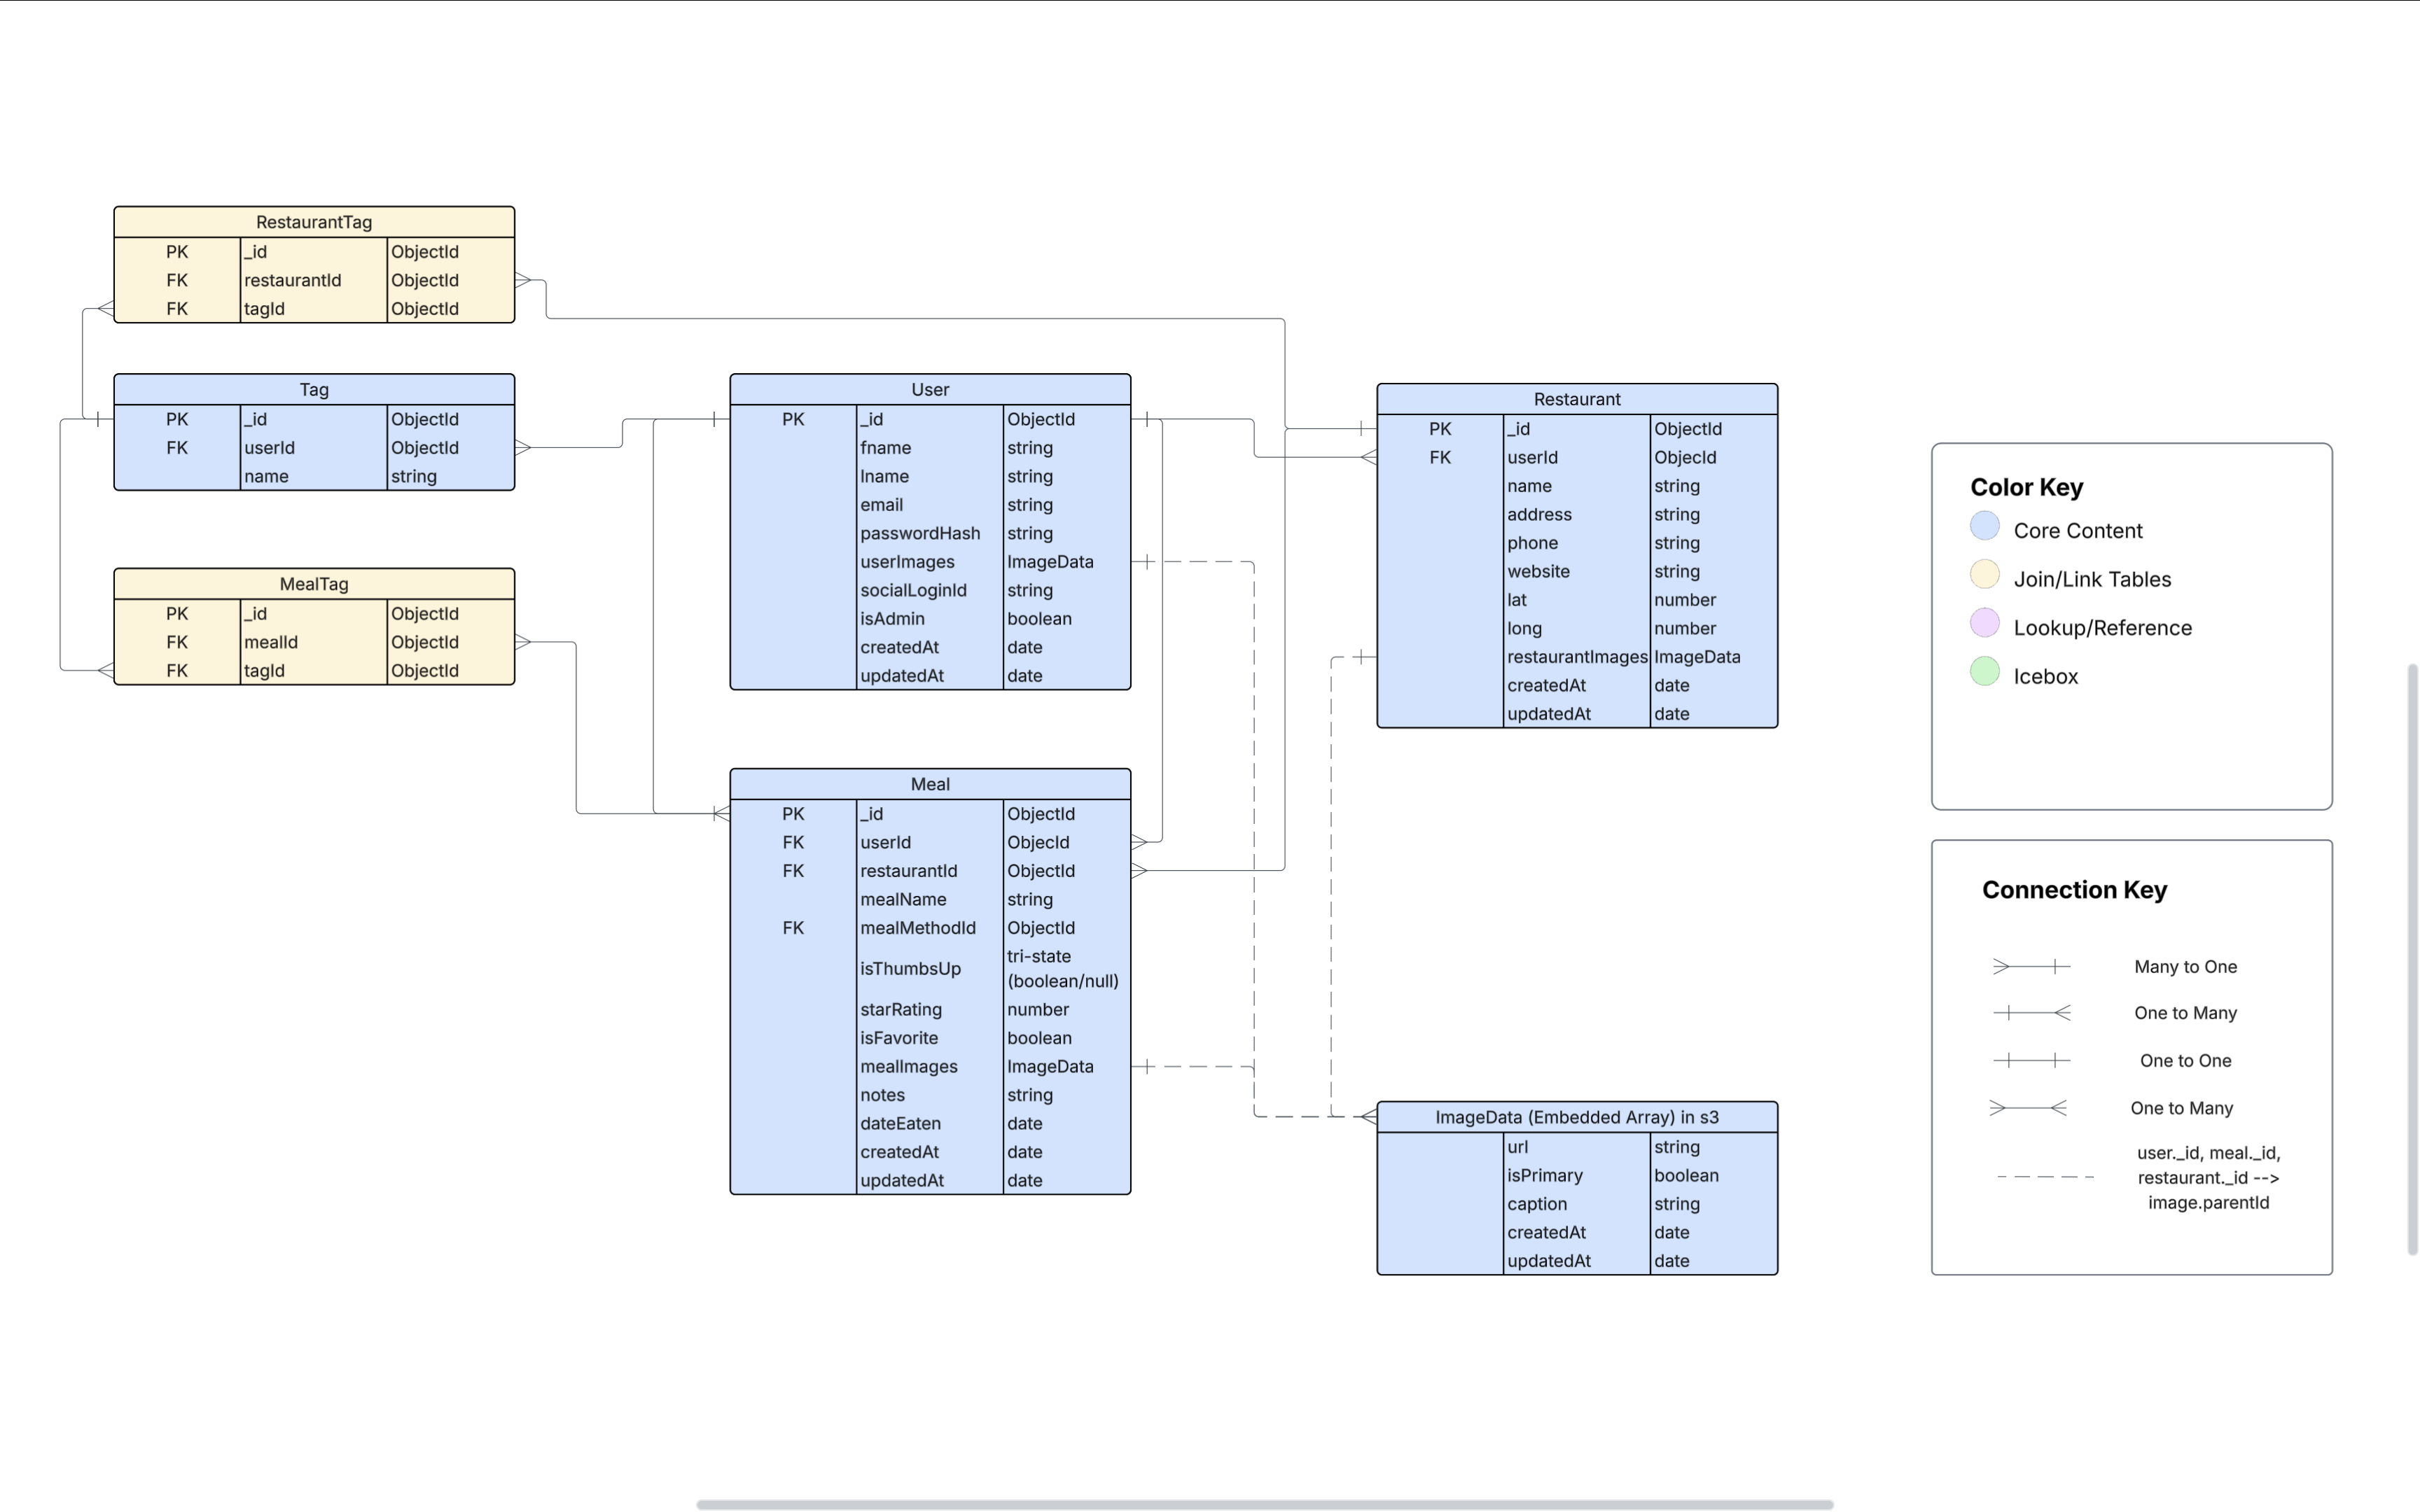 RestaurantTag
PK _id ObjectId
FK restaurantId ObjectId
FK tagId ObjectId
Tag
PK _id ObjectId
FK userId ObjectId
name string
MealTag
PK _id ObjectId
FK mealId ObjectId
FK tagId ObjectId
User
PK _id ObjectId
fname string
lname string
email string
passwordHash string
userImages ImageData
socialLoginId string
isAdmin boolean
createdAt date
updatedAt date
Meal
PK _id ObjectId
FK userId ObjecId
FK restaurantId ObjectId
mealName string
FK mealMethodId ObjectId
isThumbsUp tri-state
(boolean/null)
starRating number
isFavorite boolean
mealImages ImageData
notes string
dateEaten date
createdAt date
updatedAt date
Restaurant
PK _id ObjectId
FK userId ObjecId
name string
address string
phone string
website string
lat number
long number
restaurantImages ImageData
createdAt date
updatedAt date
ImageData (Embedded Array) in s3
url string
isPrimary boolean
caption string
createdAt date
updatedAt date
Color Key
Core Content
Join/Link Tables
Lookup/Reference
Icebox
Connection Key
Many to One
One to Many
One to One
One to Many
user._id, meal._id,
restaurant._id -->
image.parentId